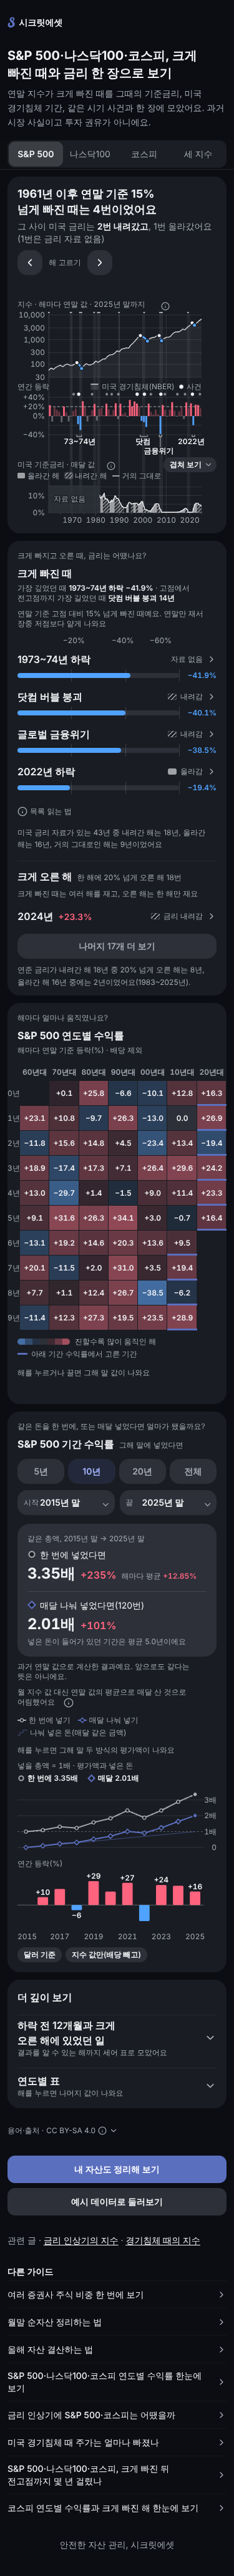 시크릿에셋
S&P 500·나스닥100·코스피, 크게
빠진 때와 금리 한 장으로 보기
연말 지수가 크게 빠진 때를 그때의 기준금리, 미국
경기침체 기간, 같은 시기 사건과 한 장에 모았어요. 과거
시장 사실이고 투자 권유가 아니에요.
S&P 500 나스닥100 코스피 세 지수
1961년 이후 연말 기준 15%
넘게 빠진 때는 4번이었어요
그 사이 미국 금리는 2번 내려갔고, 1번 올라갔어요
(1번은 금리 자료 없음)
해 고르기
지수 · 해마다 연말 값 · 2025년 말까지
10,000
3,000
1,000
300
100
30
연간 등락 미국 경기침체(NBER) 사건
+40%
+20%
0%
−40%
73~74년 닷컴 2022년
금융위기
미국 기준금리 · 매달 값 겹쳐 보기
올라간 해 내려간 해 거의 그대로
10% 자료 없음
0%
1970 1980 1990 2000 2010 2020
크게 빠지고 오른 때, 금리는 어땠나요?
크게 빠진 때
가장 깊었던 때 1973~74년 하락 −41.9% · 고점에서
전고점까지 가장 길었던 때 닷컴 버블 붕괴 14년
연말 기준 고점 대비 15% 넘게 빠진 때예요. 연말만 재서
장중 저점보다 얕게 나와요
−20% −40% −60%
1973~74년 하락 자료 없음
−41.9%
닷컴 버블 붕괴 내려감
−40.1%
글로벌 금융위기 내려감
−38.5%
2022년 하락 올라감
−19.4%
목록 읽는 법
미국 금리 자료가 있는 43년 중 내려간 해는 18년, 올라간
해는 16년, 거의 그대로인 해는 9년이었어요
크게 오른 해 한 해에 20% 넘게 오른 해 18번
크게 빠진 때는 여러 해를 재고, 오른 해는 한 해만 재요
2024년 +23.3% 금리 내려감
나머지 17개 더 보기
연준 금리가 내려간 해 18년 중 20% 넘게 오른 해는 8년,
올라간 해 16년 중에는 2년이었어요(1983~2025년).
해마다 얼마나 움직였나요?
S&P 500 연도별 수익률
해마다 연말 기준 등락(%) · 배당 제외
60년대 70년대 80년대 90년대 00년대 10년대 20년대
0년 +0.1 +25.8 −6.6 −10.1 +12.8 +16.3
1년 +23.1 +10.8 −9.7 +26.3 −13.0 0.0 +26.9
2년 −11.8 +15.6 +14.8 +4.5 −23.4 +13.4 −19.4
3년 +18.9 −17.4 +17.3 +7.1 +26.4 +29.6 +24.2
4년 +13.0 −29.7 +1.4 −1.5 +9.0 +11.4 +23.3
5년 +9.1 +31.6 +26.3 +34.1 +3.0 −0.7 +16.4
6년 −13.1 +19.2 +14.6 +20.3 +13.6 +9.5
7년 +20.1 −11.5 +2.0 +31.0 +3.5 +19.4
8년 +7.7 +1.1 +12.4 +26.7 −38.5 −6.2
9년 −11.4 +12.3 +27.3 +19.5 +23.5 +28.9
진할수록 많이 움직인 해
아래 기간 수익률에서 고른 기간
해를 누르거나 끌면 그해 말 값이 나와요
같은 돈을 한 번에, 또는 매달 넣었다면 얼마가 됐을까요?
S&P 500 기간 수익률 그해 말에 넣었다면
5년 10년 20년 전체
시작 2015년 말 끝 2025년 말
같은 총액, 2015년 말 → 2025년 말
한 번에 넣었다면
3.35배 +235% 해마다 평균 +12.85%
매달 나눠 넣었다면(120번)
2.01배 +101%
넣은 돈이 들어가 있던 기간은 평균 5.0년이에요
과거 연말 값으로 계산한 결과예요. 앞으로도 같다는
뜻은 아니에요.
월 지수 값 대신 연말 값의 평균으로 매달 산 것으로
어림했어요
한 번에 넣기 매달 나눠 넣기
나눠 넣은 돈(매달 같은 금액)
해를 누르면 그해 말 두 방식의 평가액이 나와요
넣을 총액 = 1배 · 평가액과 넣은 돈
한 번에 3.35배 매달 2.01배
3배
2배
1배
0
연간 등락(%)
+10 −6 +29 +27 +24 +16
2015 2017 2019 2021 2023 2025
달러 기준 지수 값만(배당 빼고)
더 깊이 보기
하락 전 12개월과 크게
오른 해에 있었던 일
결과를 알 수 있는 해까지 세어 표로 모았어요
연도별 표
해를 누르면 나머지 값이 나와요
용어·출처 · CC BY-SA 4.0
내 자산도 정리해 보기
예시 데이터로 둘러보기
관련 글 · 금리 인상기의 지수 · 경기침체 때의 지수
다른 가이드
여러 증권사 주식 비중 한 번에 보기
월말 순자산 정리하는 법
올해 자산 결산하는 법
S&P 500·나스닥100·코스피 연도별 수익률 한눈에
보기
금리 인상기에 S&P 500·코스피는 어땠을까
미국 경기침체 때 주가는 얼마나 빠졌나
S&P 500·나스닥100·코스피, 크게 빠진 뒤
전고점까지 몇 년 걸렸나
코스피 연도별 수익률과 크게 빠진 해 한눈에 보기
안전한 자산 관리, 시크릿에셋